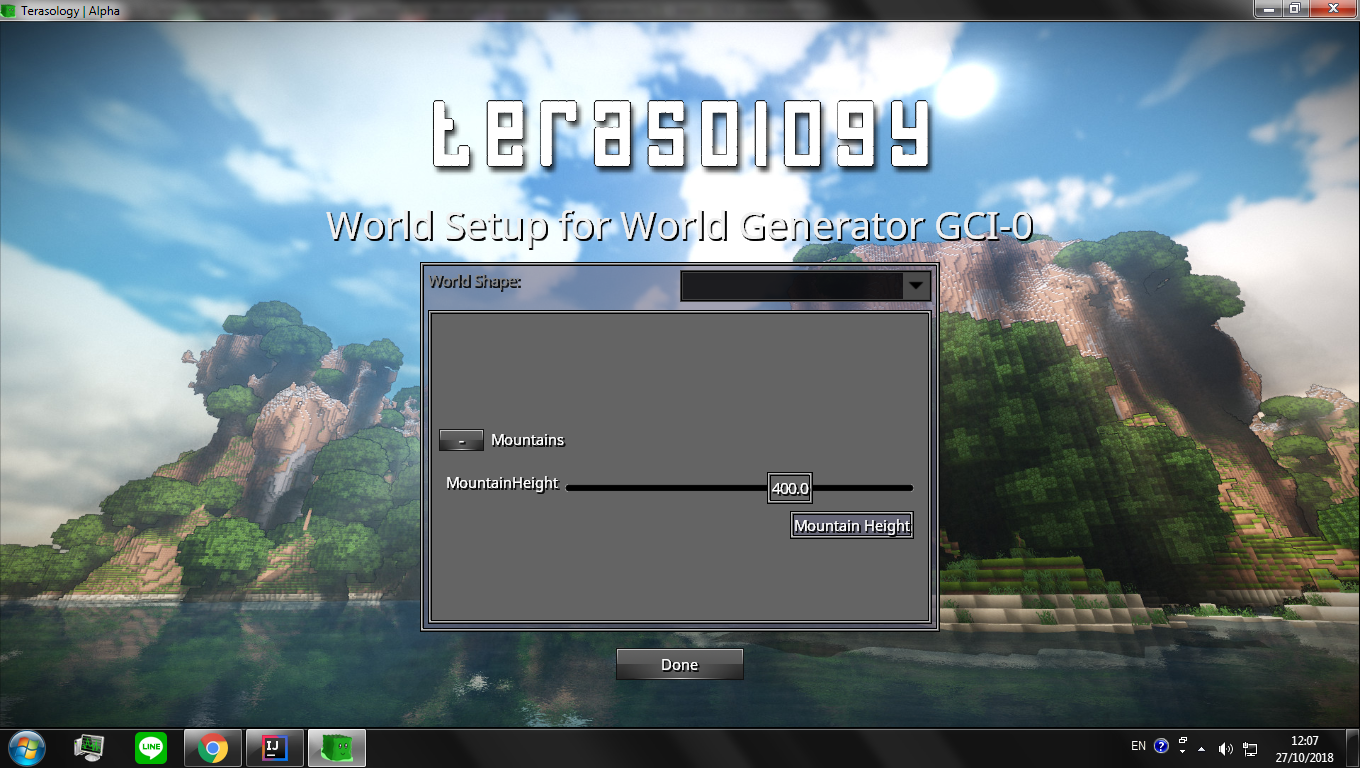 Terasology | Alpha
terasology
World Setup for World Generator GCI-0
World Shape:
- Mountains
MountainHeight 400.0
Mountain Height
Done
LINE
IJ
EN ?
12:07
27/10/2018